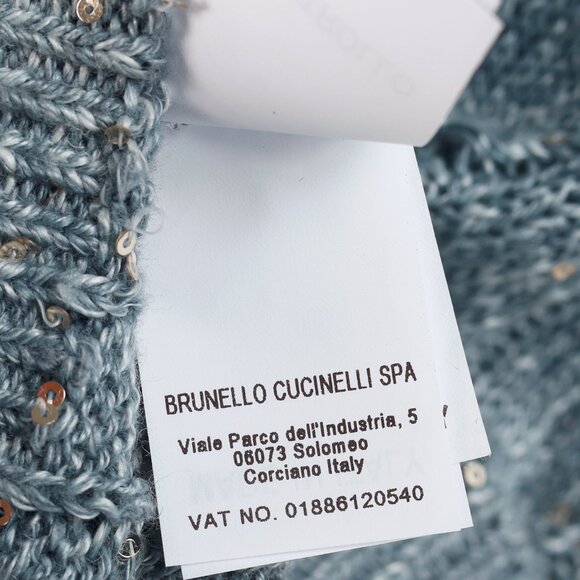 BRUNELLO CUCINELLI SPA
Viale Parco dell'Industria, 5
06073 Solomeo
Corciano Italy
VAT NO. 01886120540